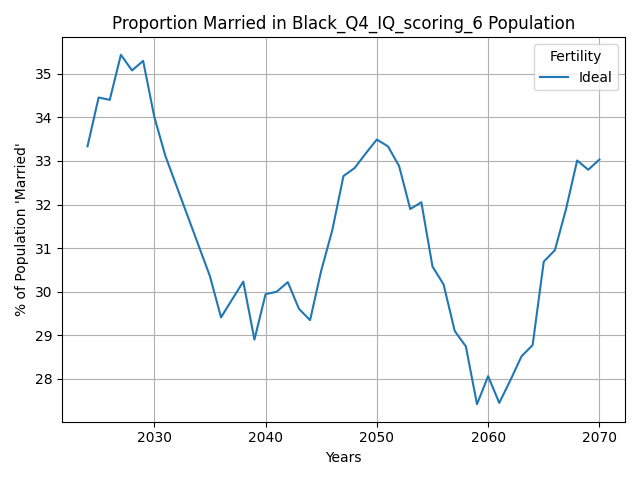 Proportion Married in Black_Q4_IQ_scoring_6 Population
Fertility
Ideal
% of Population 'Married'
35
34
33
32
31
30
29
28
2030 2040 2050 2060 2070
Years